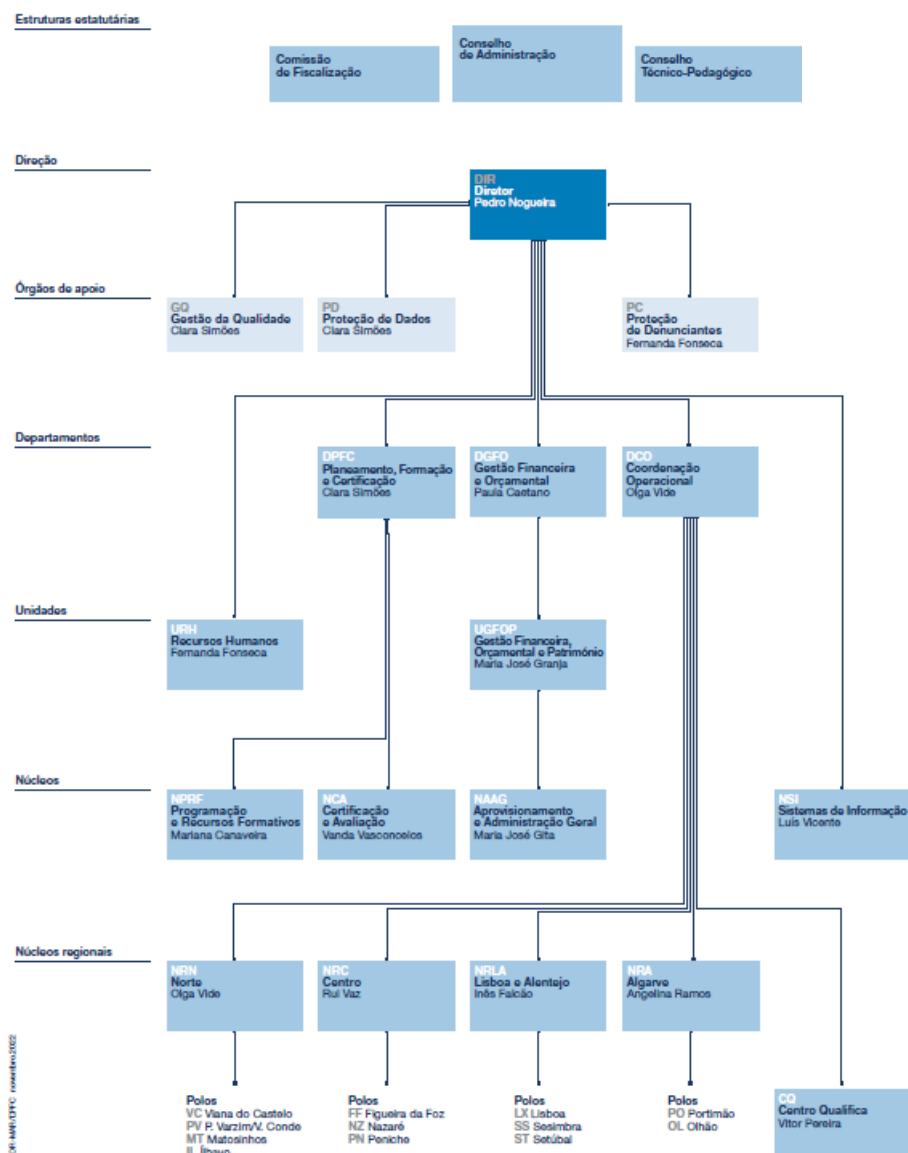 Estruturas estatutárias
Comissão
de Fiscalização
Conselho
de Administração
Conselho
Técnico-Pedagógico
Direção
DIR
Diretor
Pedro Nogueira
Órgãos de apoio
GQ
Gestão da Qualidade
Clara Simões
PD
Proteção de Dados
Clara Simões
PC
Proteção
de Denunciantes
Fernanda Fonseca
Departamentos
DPFC
Planeamento, Formação
e Certificação
Clara Simões
DGFO
Gestão Financeira
e Orçamental
Paula Caetano
DCO
Coordenação
Operacional
Olga Vide
Unidades
URH
Recursos Humanos
Fernanda Fonseca
UGFOP
Gestão Financeira,
Orçamental e Património
Maria José Granja
Núcleos
NPRF
Programação
e Recursos Formativos
Mariana Canaveira
NCA
Certificação
e Avaliação
Vanda Vasconcelos
NAAG
Aprovisionamento
e Administração Geral
Maria José Gita
NSI
Sistemas de Informação
Luís Vicente
Núcleos regionais
NRN
Norte
Olga Vide
NRC
Centro
Rui Vaz
NRLA
Lisboa e Alentejo
Inês Falcão
NRA
Algarve
Angelina Ramos
Polos
VC Viana do Castelo
PV P. Varzim/V. Conde
MT Matosinhos
IL Ílhavo
Polos
FF Figueira da Foz
NZ Nazaré
PN Peniche
Polos
LX Lisboa
SS Sesimbra
ST Setúbal
Polos
PO Portimão
OL Olhão
CQ
Centro Qualifica
Vitor Pereira
novembro2022